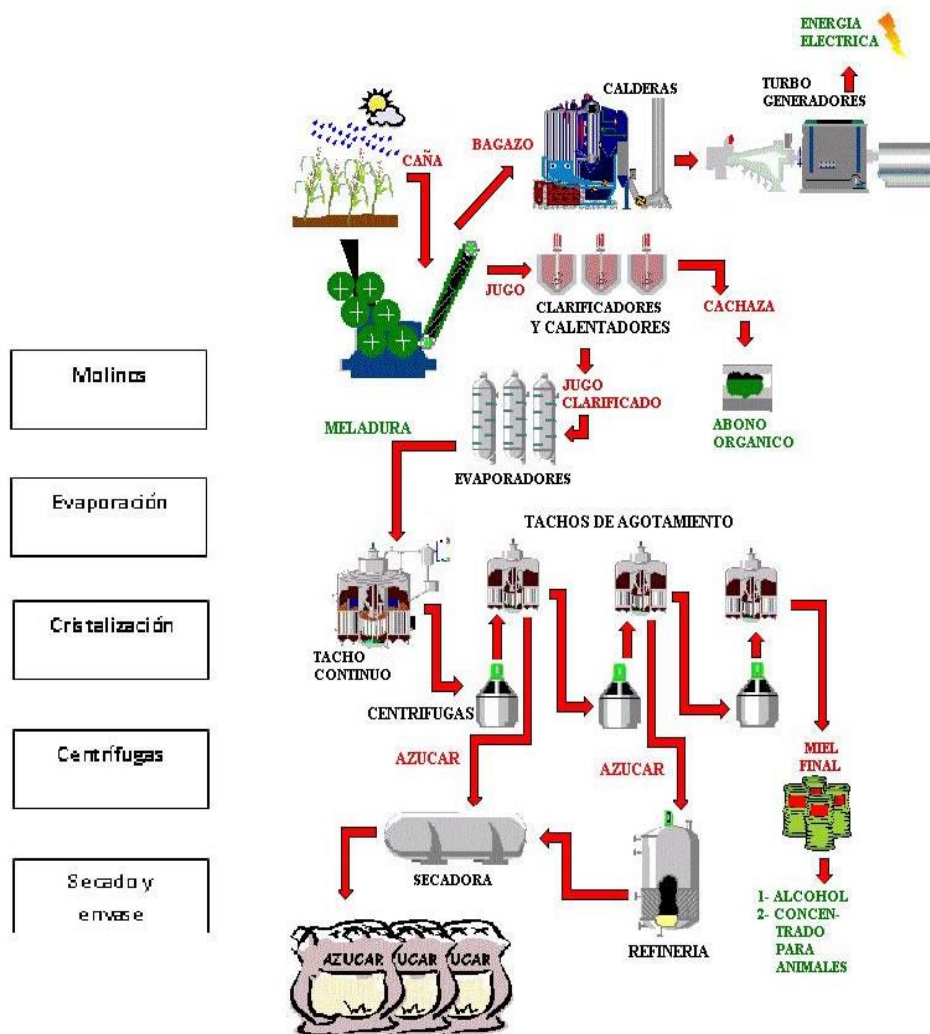 ENERGIA
ELECTRICA
TURBO
GENERADORES
CALDERAS
BAGAZO
CAÑA
JUGO
CLARIFICADORES
Y CALENTADORES
CACHAZA
ABONO
ORGANICO
JUGO
CLARIFICADO
MELADURA
EVAPORADORES
Molinos
Evaporación
Cristalización
Centrífugas
Secado y
envase
TACHOS DE AGOTAMIENTO
TACHO
CONTINUO
CENTRIFUGAS
AZUCAR
AZUCAR
MIEL
FINAL
SECADORA
REFINERIA
1- ALCOHOL
2- CONCEN-
TRADO
PARA
ANIMALES
AZUCAR
UCAR
UCAR